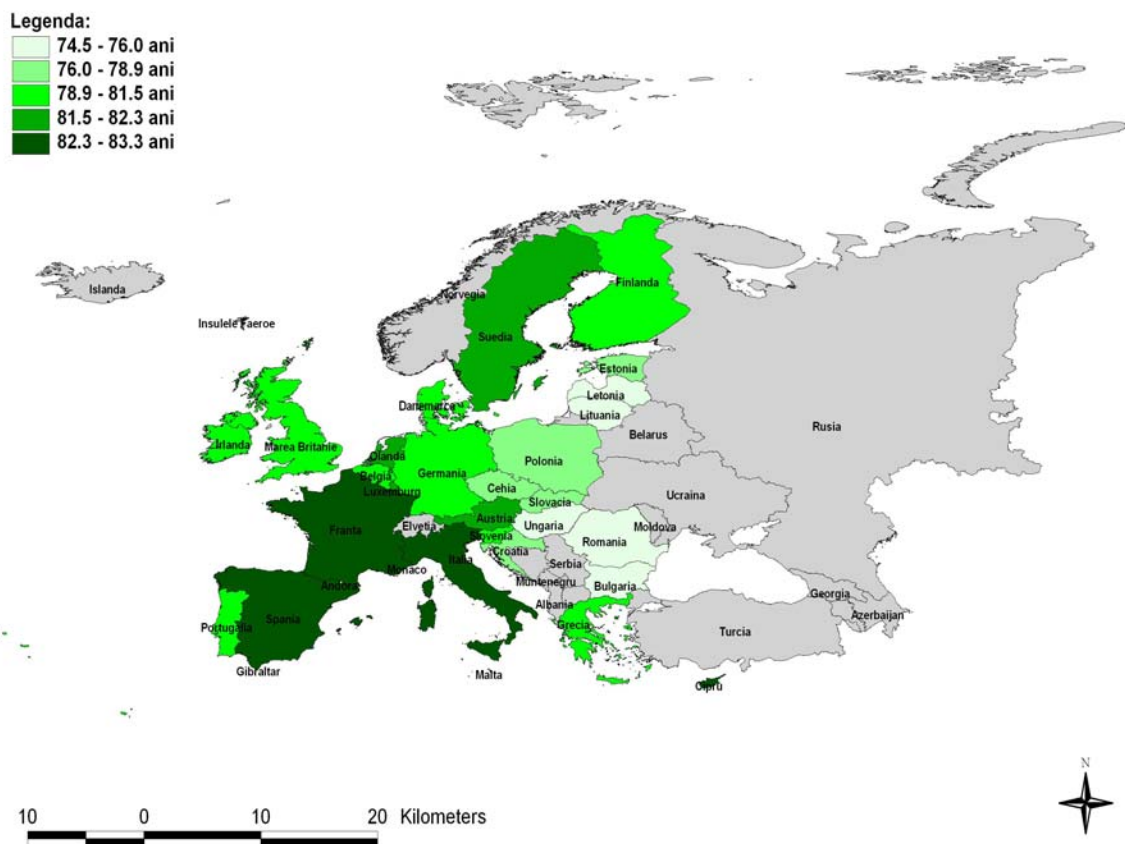 Legenda:
74.5 - 76.0 ani
76.0 - 78.9 ani
78.9 - 81.5 ani
81.5 - 82.3 ani
82.3 - 83.3 ani
Islanda
Norvegia
Finlanda
Insulele Faeroe
Suedia
Estonia
Letonia
Danemarca
Lituania
Rusia
Belarus
Irlanda
Marea Britanie
Olanda
Polonia
Belgia
Germania
Cehia
Luxemburg
Ucraina
Slovacia
Austria
Franta
Elvetia
Ungaria
Moldova
Slovenia
Romania
Croatia
Italia
Serbia
Monaco
Muntenegru
Andora
Bulgaria
Georgia
Albania
Azerbaijan
Spania
Grecia
Portugalia
Turcia
Gibraltar
Malta
Cipru
N
10 0 10 20 Kilometers